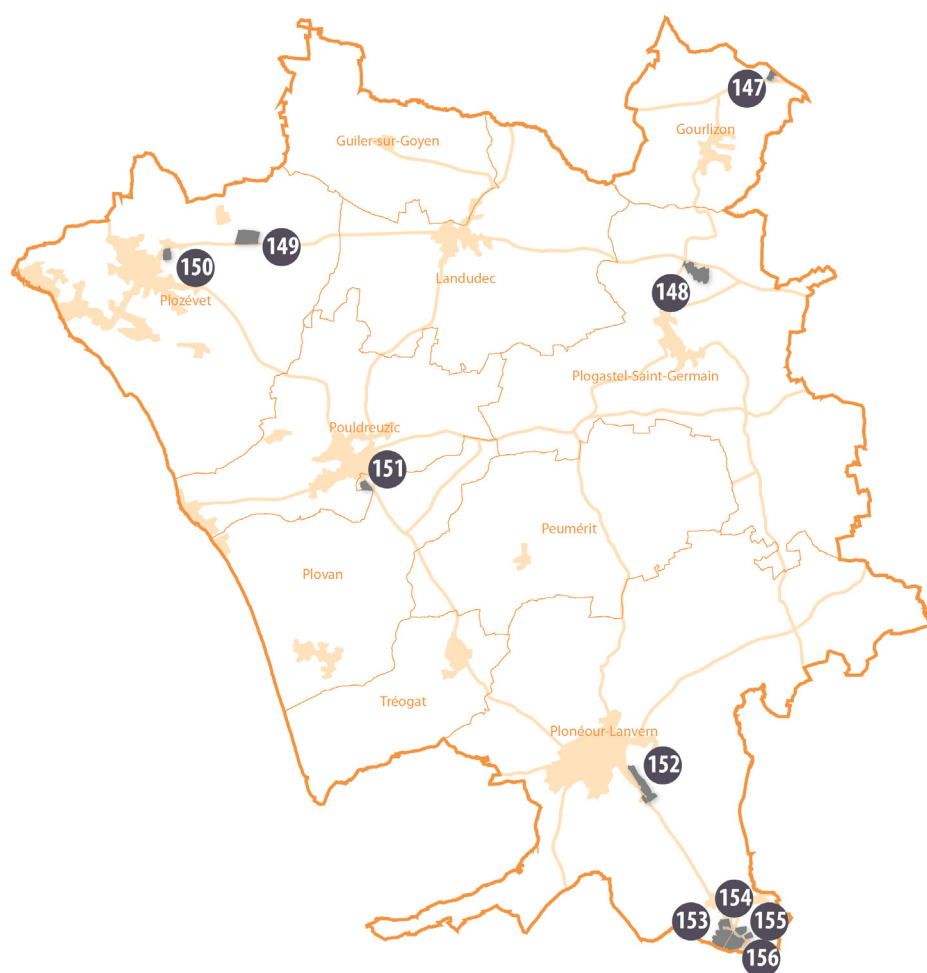 147
Gourlizon
Guiler-sur-Goyen
149
150
Landudec
148
Plozévet
Plogastel-Saint-Germain
Pouldreuzic
151
Peumérit
Plovan
Tréogat
Plonéour-Lanvern
152
154
153
155
156